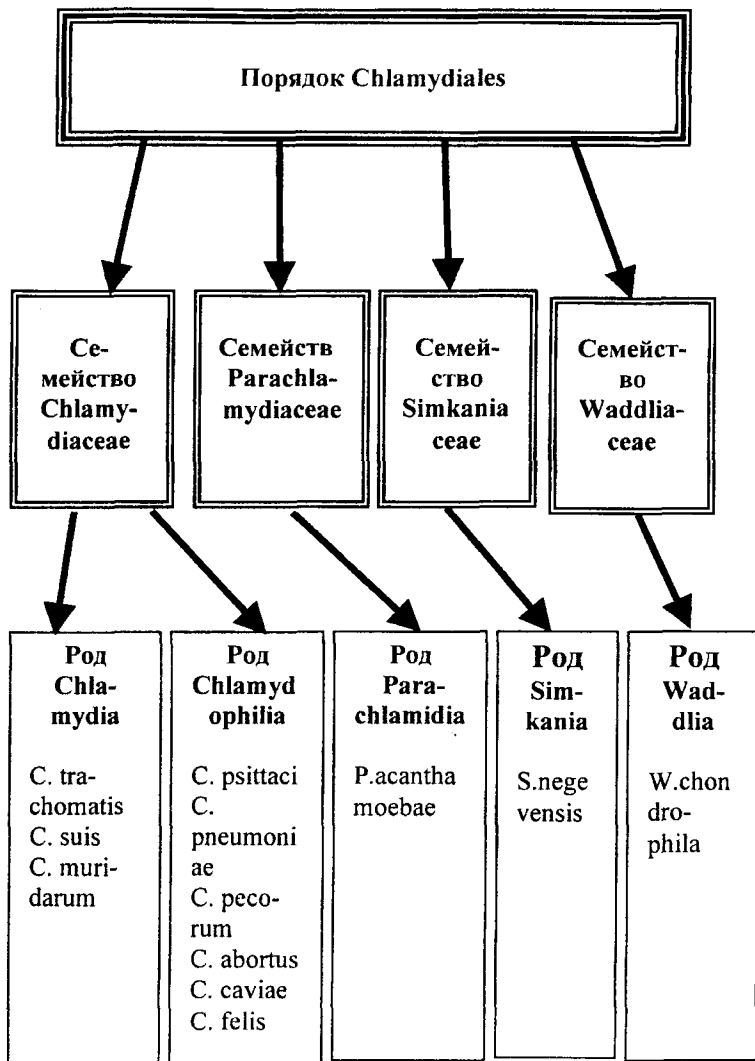 Порядок Chlamydiales
Се-
мейство
Chlamy-
diaceae
Семейств
Parachla-
mydiaceae
Семей-
ство
Simkania
ceae
Семейст-
во
Waddlia-
ceae
Род
Chla-
mydia
C. tra-
chomatis
C. suis
C. muri-
darum
Род
Chlamyd
ophilia
C. psittaci
C.
pneumoni
ae
C. peco-
rum
C. abortus
C. caviae
C. felis
Род
Para-
chlamidia
P.acantha
moebae
Род
Sim-
kania
S.nege
vensis
Род
Wad-
dlia
W.chon
dro-
phila